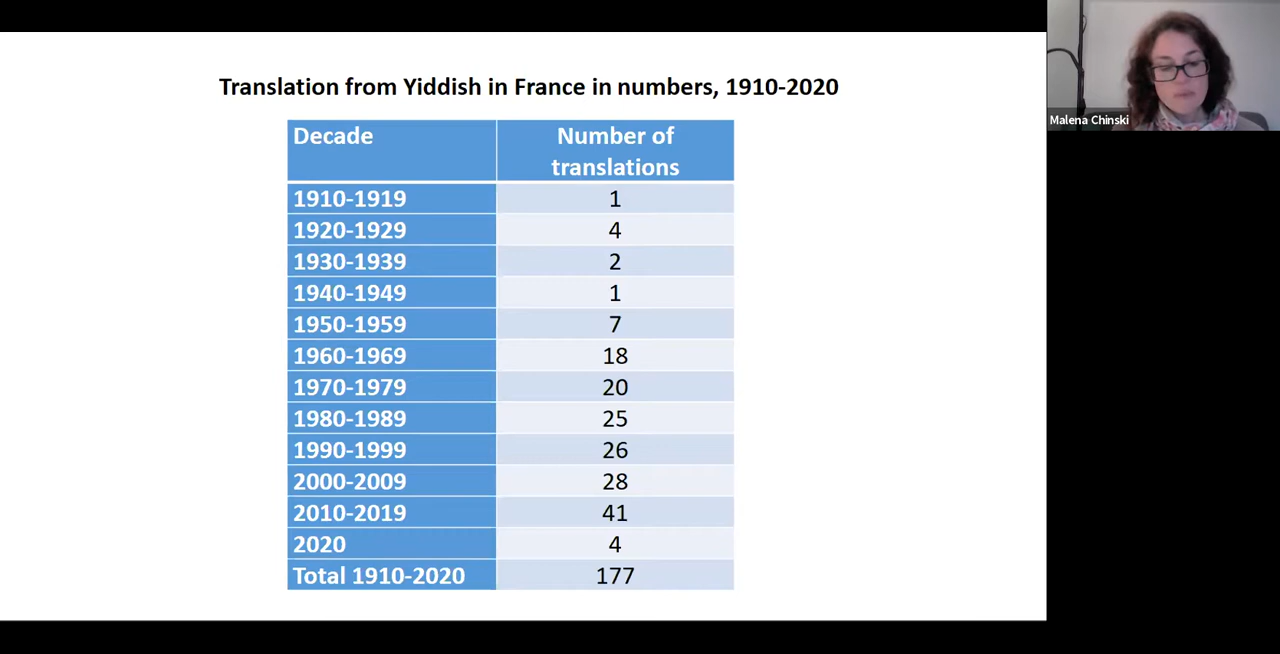 Translation from Yiddish in France in numbers, 1910-2020
Decade
Number of
translations
1910-1919 1
1920-1929 4
1930-1939 2
1940-1949 1
1950-1959 7
1960-1969 18
1970-1979 20
1980-1989 25
1990-1999 26
2000-2009 28
2010-2019 41
2020 4
Total 1910-2020 177
Malena Chinski